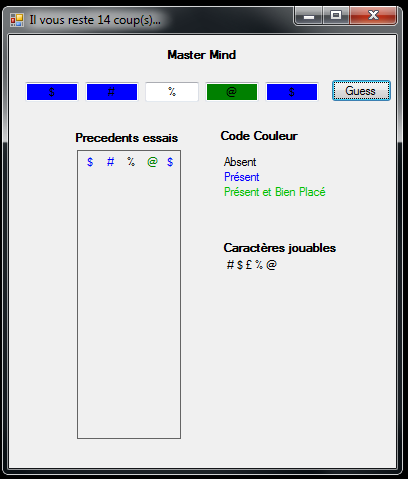 Il vous reste 14 coup(s)...
Master Mind
$ # % @ $ Guess
Precedents essais
$ # % @ $
Code Couleur
Absent
Présent
Présent et Bien Placé
Caractères jouables
# $ £ % @